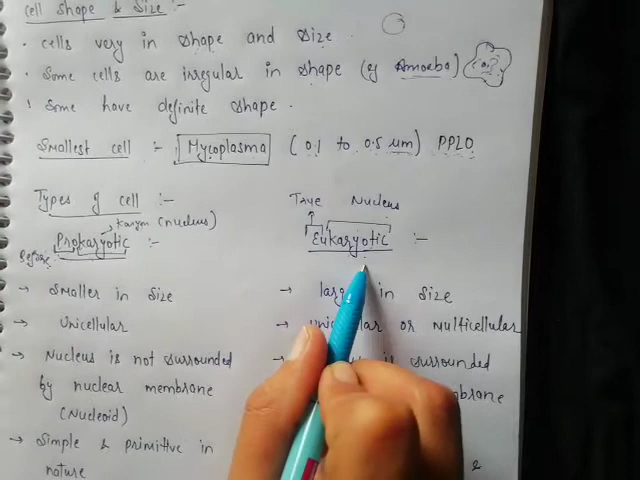 Cell Shape & Size :-
· Cells very in shape and size.
· Some cells are irregular in shape (eg Amoeba)
· Some have definite shape.
Smallest cell :- Mycoplasma (0.1 to 0.5 um) PPLO
Types of cell :-
True Nucleus
Karyon (nucleus)
Prokaryotic :-
Eukaryotic :-
Before
→ Smaller in Size
→ Unicellular
→ Nucleus is not surrounded
by nuclear membrane
(Nucleoid)
→ Simple & primitive in
nature
→ in size
→ or multicellular
→ is surrounded
&